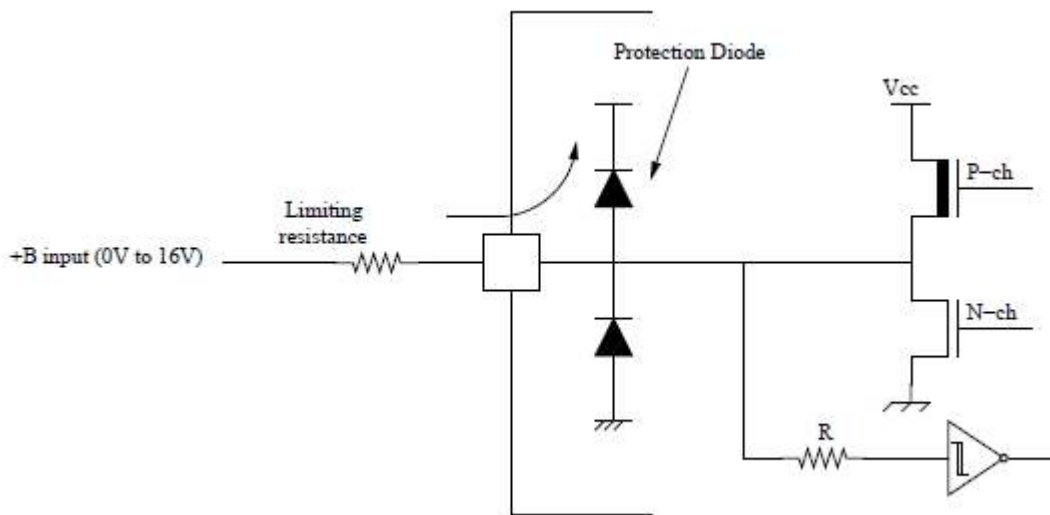 Protection Diode
Vcc
P-ch
Limiting
resistance
+B input (0V to 16V)
N-ch
R